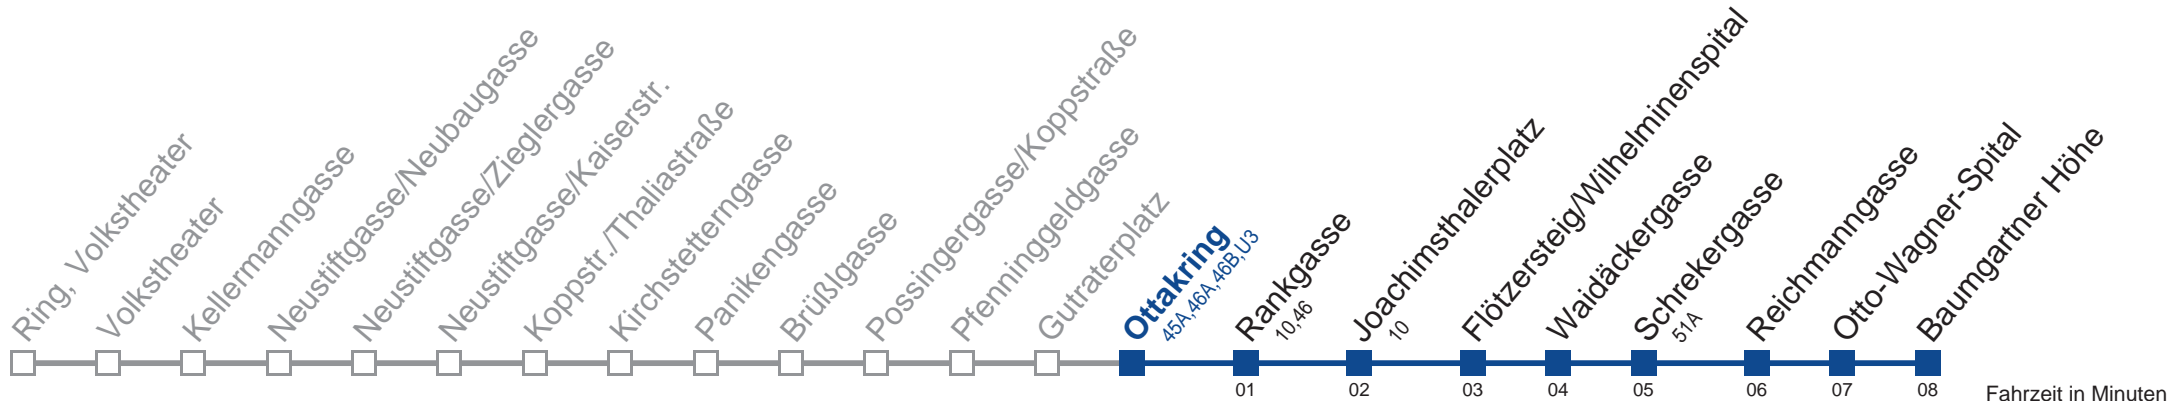 Ring, Volkstheater
Volkstheater
Kellermanngasse
Neustiftgasse/Neubaugasse
Neustiftgasse/Zieglergasse
Neustiftgasse/Kaiserstr.
Koppstr./Thaliastraße
Kirchstetterngasse
Panikengasse
Brüßlgasse
Possingergasse/Koppstraße
Pfenninggeldgasse
Gutraterplatz
Ottakring
45A,46A,46B,U3
Rankgasse
10,46
Joachimsthalerplatz
10
Flötzersteig/Wilhelminenspital
Waidäckergasse
Schrekergasse
51A
Reichmanngasse
Otto-Wagner-Spital
Baumgartner Höhe
01 02 03 04 05 06 07 08 Fahrzeit in Minuten